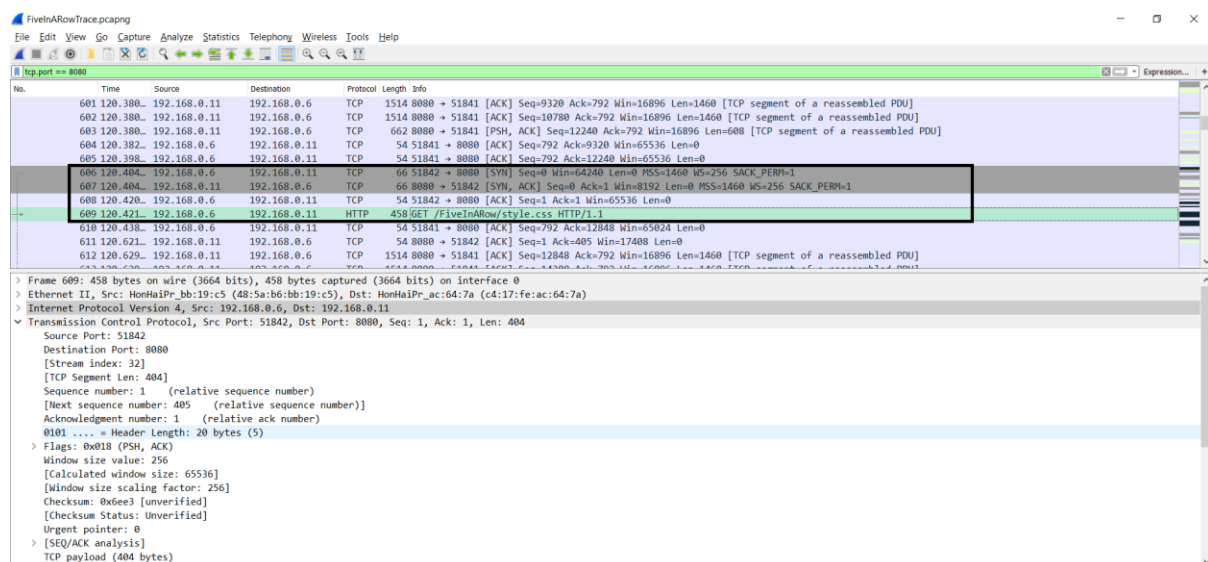 FiveInARowTrace.pcapng
File Edit View Go Capture Analyze Statistics Telephony Wireless Tools Help
tcp.port == 8080 Expression... +
No. Time Source Destination Protocol Length Info
601 120.380… 192.168.0.11 192.168.0.6 TCP 1514 8080 → 51841 [ACK] Seq=9320 Ack=792 Win=16896 Len=1460 [TCP segment of a reassembled PDU]
602 120.380… 192.168.0.11 192.168.0.6 TCP 1514 8080 → 51841 [ACK] Seq=10780 Ack=792 Win=16896 Len=1460 [TCP segment of a reassembled PDU]
603 120.380… 192.168.0.11 192.168.0.6 TCP 662 8080 → 51841 [PSH, ACK] Seq=12240 Ack=792 Win=16896 Len=608 [TCP segment of a reassembled PDU]
604 120.382… 192.168.0.6 192.168.0.11 TCP 54 51841 → 8080 [ACK] Seq=792 Ack=9320 Win=65536 Len=0
605 120.398… 192.168.0.6 192.168.0.11 TCP 54 51841 → 8080 [ACK] Seq=792 Ack=12240 Win=65536 Len=0
606 120.404… 192.168.0.6 192.168.0.11 TCP 66 51842 → 8080 [SYN] Seq=0 Win=64240 Len=0 MSS=1460 WS=256 SACK_PERM=1
607 120.404… 192.168.0.11 192.168.0.6 TCP 66 8080 → 51842 [SYN, ACK] Seq=0 Ack=1 Win=8192 Len=0 MSS=1460 WS=256 SACK_PERM=1
608 120.420… 192.168.0.6 192.168.0.11 TCP 54 51842 → 8080 [ACK] Seq=1 Ack=1 Win=65536 Len=0
609 120.421… 192.168.0.6 192.168.0.11 HTTP 458 GET /FiveInARow/style.css HTTP/1.1
610 120.438… 192.168.0.6 192.168.0.11 TCP 54 51841 → 8080 [ACK] Seq=792 Ack=12848 Win=65024 Len=0
611 120.621… 192.168.0.11 192.168.0.6 TCP 54 8080 → 51842 [ACK] Seq=1 Ack=405 Win=17408 Len=0
612 120.629… 192.168.0.11 192.168.0.6 TCP 1514 8080 → 51841 [ACK] Seq=12848 Ack=792 Win=16896 Len=1460 [TCP segment of a reassembled PDU]
Frame 609: 458 bytes on wire (3664 bits), 458 bytes captured (3664 bits) on interface 0
Ethernet II, Src: HonHaiPr_bb:19:c5 (48:5a:b6:bb:19:c5), Dst: HonHaiPr_ac:64:7a (c4:17:fe:ac:64:7a)
Internet Protocol Version 4, Src: 192.168.0.6, Dst: 192.168.0.11
Transmission Control Protocol, Src Port: 51842, Dst Port: 8080, Seq: 1, Ack: 1, Len: 404
Source Port: 51842
Destination Port: 8080
[Stream index: 32]
[TCP Segment Len: 404]
Sequence number: 1 (relative sequence number)
[Next sequence number: 405 (relative sequence number)]
Acknowledgment number: 1 (relative ack number)
0101 .... = Header Length: 20 bytes (5)
Flags: 0x018 (PSH, ACK)
Window size value: 256
[Calculated window size: 65536]
[Window size scaling factor: 256]
Checksum: 0x6ee3 [unverified]
[Checksum Status: Unverified]
Urgent pointer: 0
[SEQ/ACK analysis]
TCP payload (404 bytes)